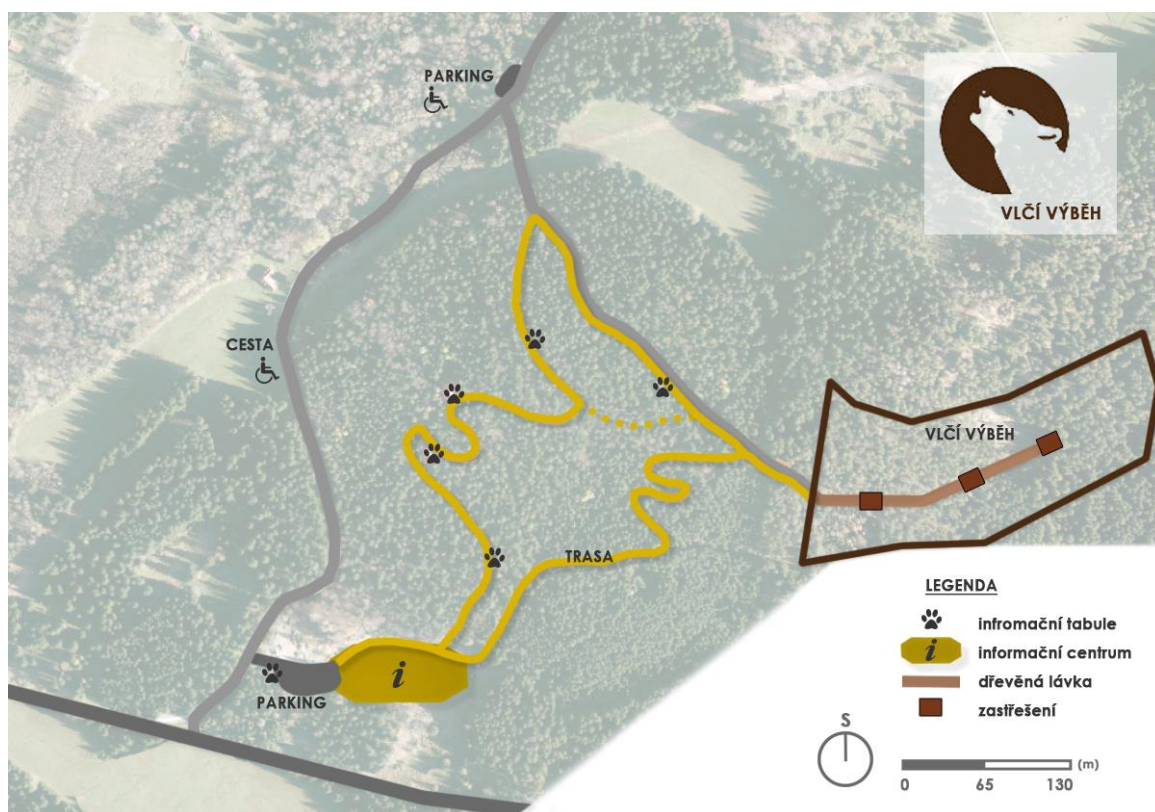 PARKING
VLČÍ VÝBĚH
CESTA
VLČÍ VÝBĚH
TRASA
i
PARKING
LEGENDA
infromační tabule
i informační centrum
dřevěná lávka
zastřešení
S
(m)
0 65 130